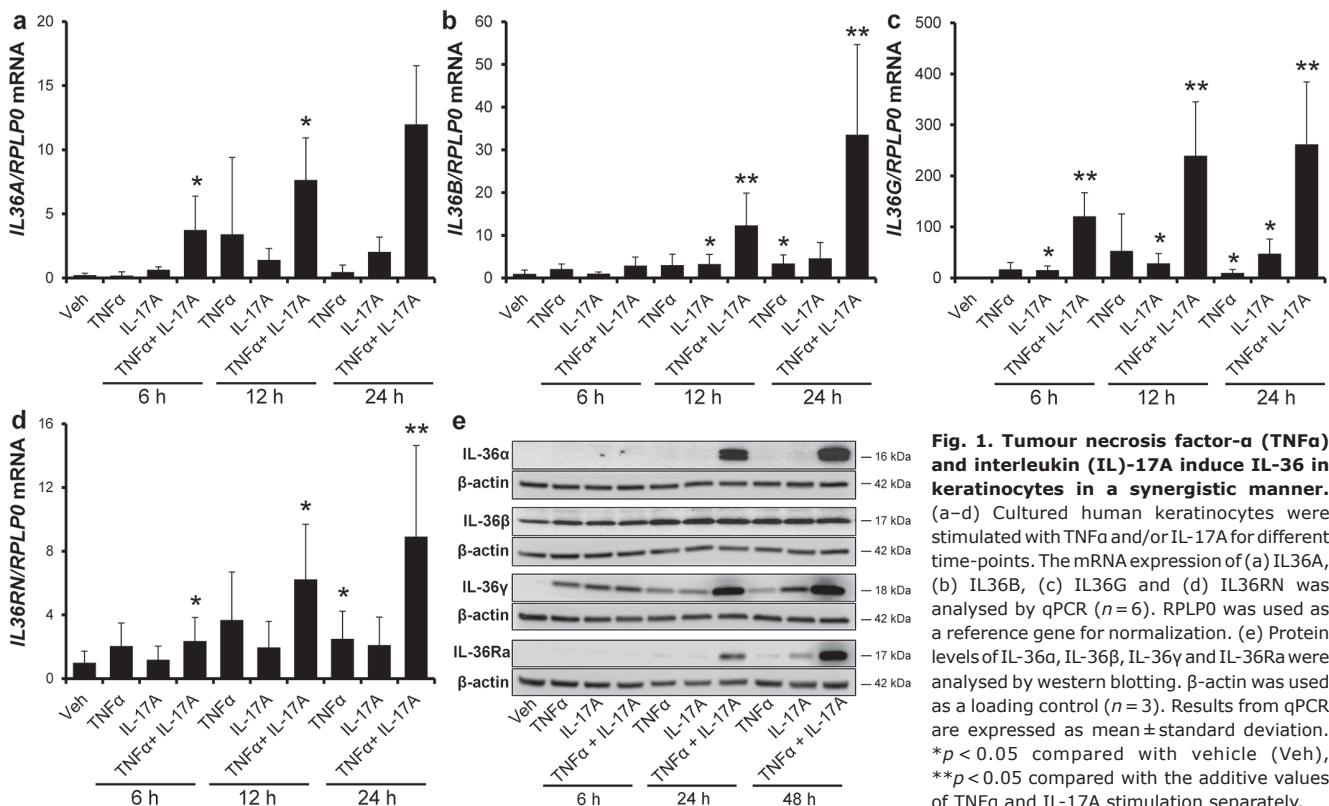 a
20
15
10
5
0
IL36A/RPLP0 mRNA
*
*
Veh
TNFα
IL-17A
TNFα+ IL-17A
TNFα
IL-17A
TNFα+ IL-17A
TNFα
IL-17A
TNFα+ IL-17A
6 h
12 h
24 h
b
60
50
40
30
20
10
0
IL36B/RPLP0 mRNA
*
**
*
**
Veh
TNFα
IL-17A
TNFα+ IL-17A
TNFα
IL-17A
TNFα+ IL-17A
TNFα
IL-17A
TNFα+ IL-17A
6 h
12 h
24 h
c
500
400
300
200
100
0
IL36G/RPLP0 mRNA
*
**
*
**
*
*
**
Veh
TNFα
IL-17A
TNFα+ IL-17A
TNFα
IL-17A
TNFα+ IL-17A
TNFα
IL-17A
TNFα+ IL-17A
6 h
12 h
24 h
d
16
12
8
4
0
IL36RN/RPLP0 mRNA
*
*
*
**
Veh
TNFα
IL-17A
TNFα+ IL-17A
TNFα
IL-17A
TNFα+ IL-17A
TNFα
IL-17A
TNFα+ IL-17A
6 h
12 h
24 h
e
IL-36α
16 kDa
β-actin
42 kDa
IL-36β
17 kDa
β-actin
42 kDa
IL-36γ
18 kDa
β-actin
42 kDa
IL-36Ra
17 kDa
β-actin
42 kDa
Veh
TNFα
IL-17A
TNFα + IL-17A
TNFα
IL-17A
TNFα + IL-17A
TNFα
IL-17A
TNFα + IL-17A
6 h
24 h
48 h
Fig. 1. Tumour necrosis factor-α (TNFα)
and interleukin (IL)-17A induce IL-36 in
keratinocytes in a synergistic manner.
(a–d) Cultured human keratinocytes were
stimulated with TNFα and/or IL-17A for different
time-points. The mRNA expression of (a) IL36A,
(b) IL36B, (c) IL36G and (d) IL36RN was
analysed by qPCR (n = 6). RPLP0 was used as
a reference gene for normalization. (e) Protein
levels of IL-36α, IL-36β, IL-36γ and IL-36Ra were
analysed by western blotting. β-actin was used
as a loading control (n = 3). Results from qPCR
are expressed as mean ± standard deviation.
*p < 0.05 compared with vehicle (Veh),
**p < 0.05 compared with the additive values
of TNFα and IL-17A stimulation separately.